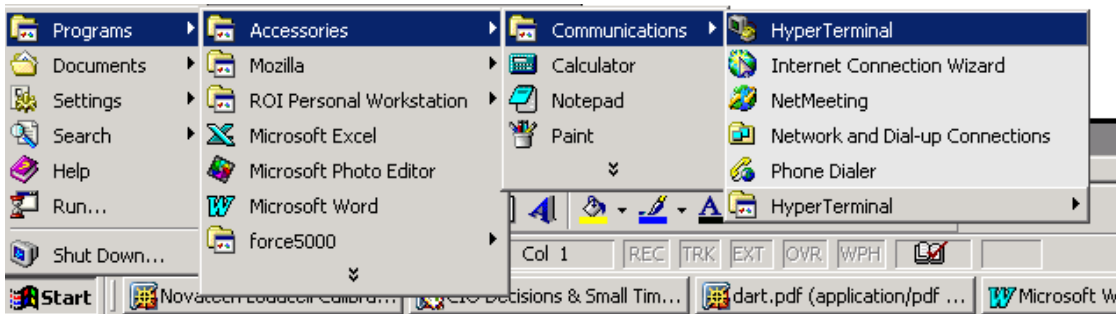 Programs
Documents
Settings
Search
Help
Run...
Shut Down...
Accessories
Mozilla
ROI Personal Workstation
Microsoft Excel
Microsoft Photo Editor
Microsoft Word
force5000
Communications
Calculator
Notepad
Paint
HyperTerminal
Internet Connection Wizard
NetMeeting
Network and Dial-up Connections
Phone Dialer
HyperTerminal
A
Col 1 REC TRK EXT OVR WPH
Start Novatech Loadcell Calibra... Decisions & Small Tim... dart.pdf (application/pdf ... Microsoft W